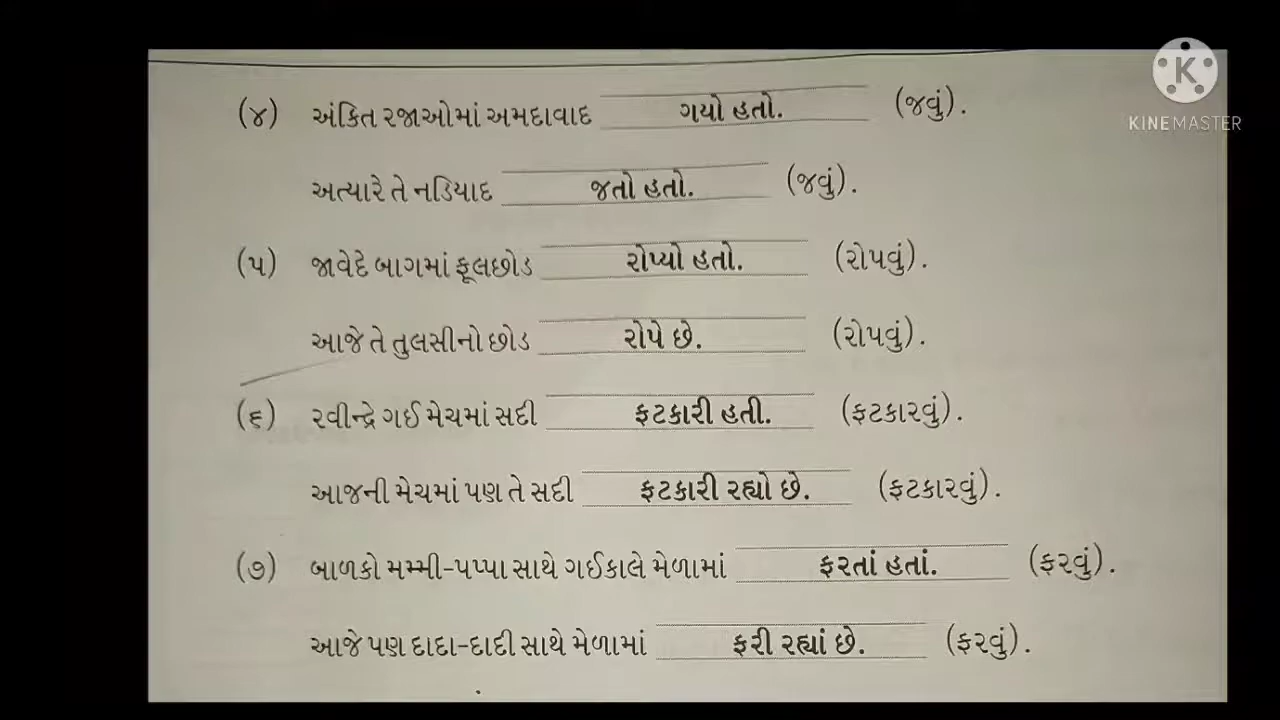 KINEMASTER
(૪) અંકિત રજાઓમાં અમદાવાદ ગયો હતો. (જવું).
અત્યારે તે નડિયાદ જતો હતો. (જવું).
(૫) જાવેદે બાગમાં ફૂલછોડ રોપ્યો હતો. (રોપવું).
આજે તે તુલસીનો છોડ રોપે છે. (રોપવું).
(૬) રવીન્દ્રે ગઈ મેચમાં સદી ફટકારી હતી. (ફટકારવું).
આજની મેચમાં પણ તે સદી ફટકારી રહ્યો છે. (ફટકારવું).
(૭) બાળકો મમ્મી-પપ્પા સાથે ગઈકાલે મેળામાં ફરતાં હતાં. (ફરવું).
આજે પણ દાદા-દાદી સાથે મેળામાં ફરી રહ્યાં છે. (ફરવું).